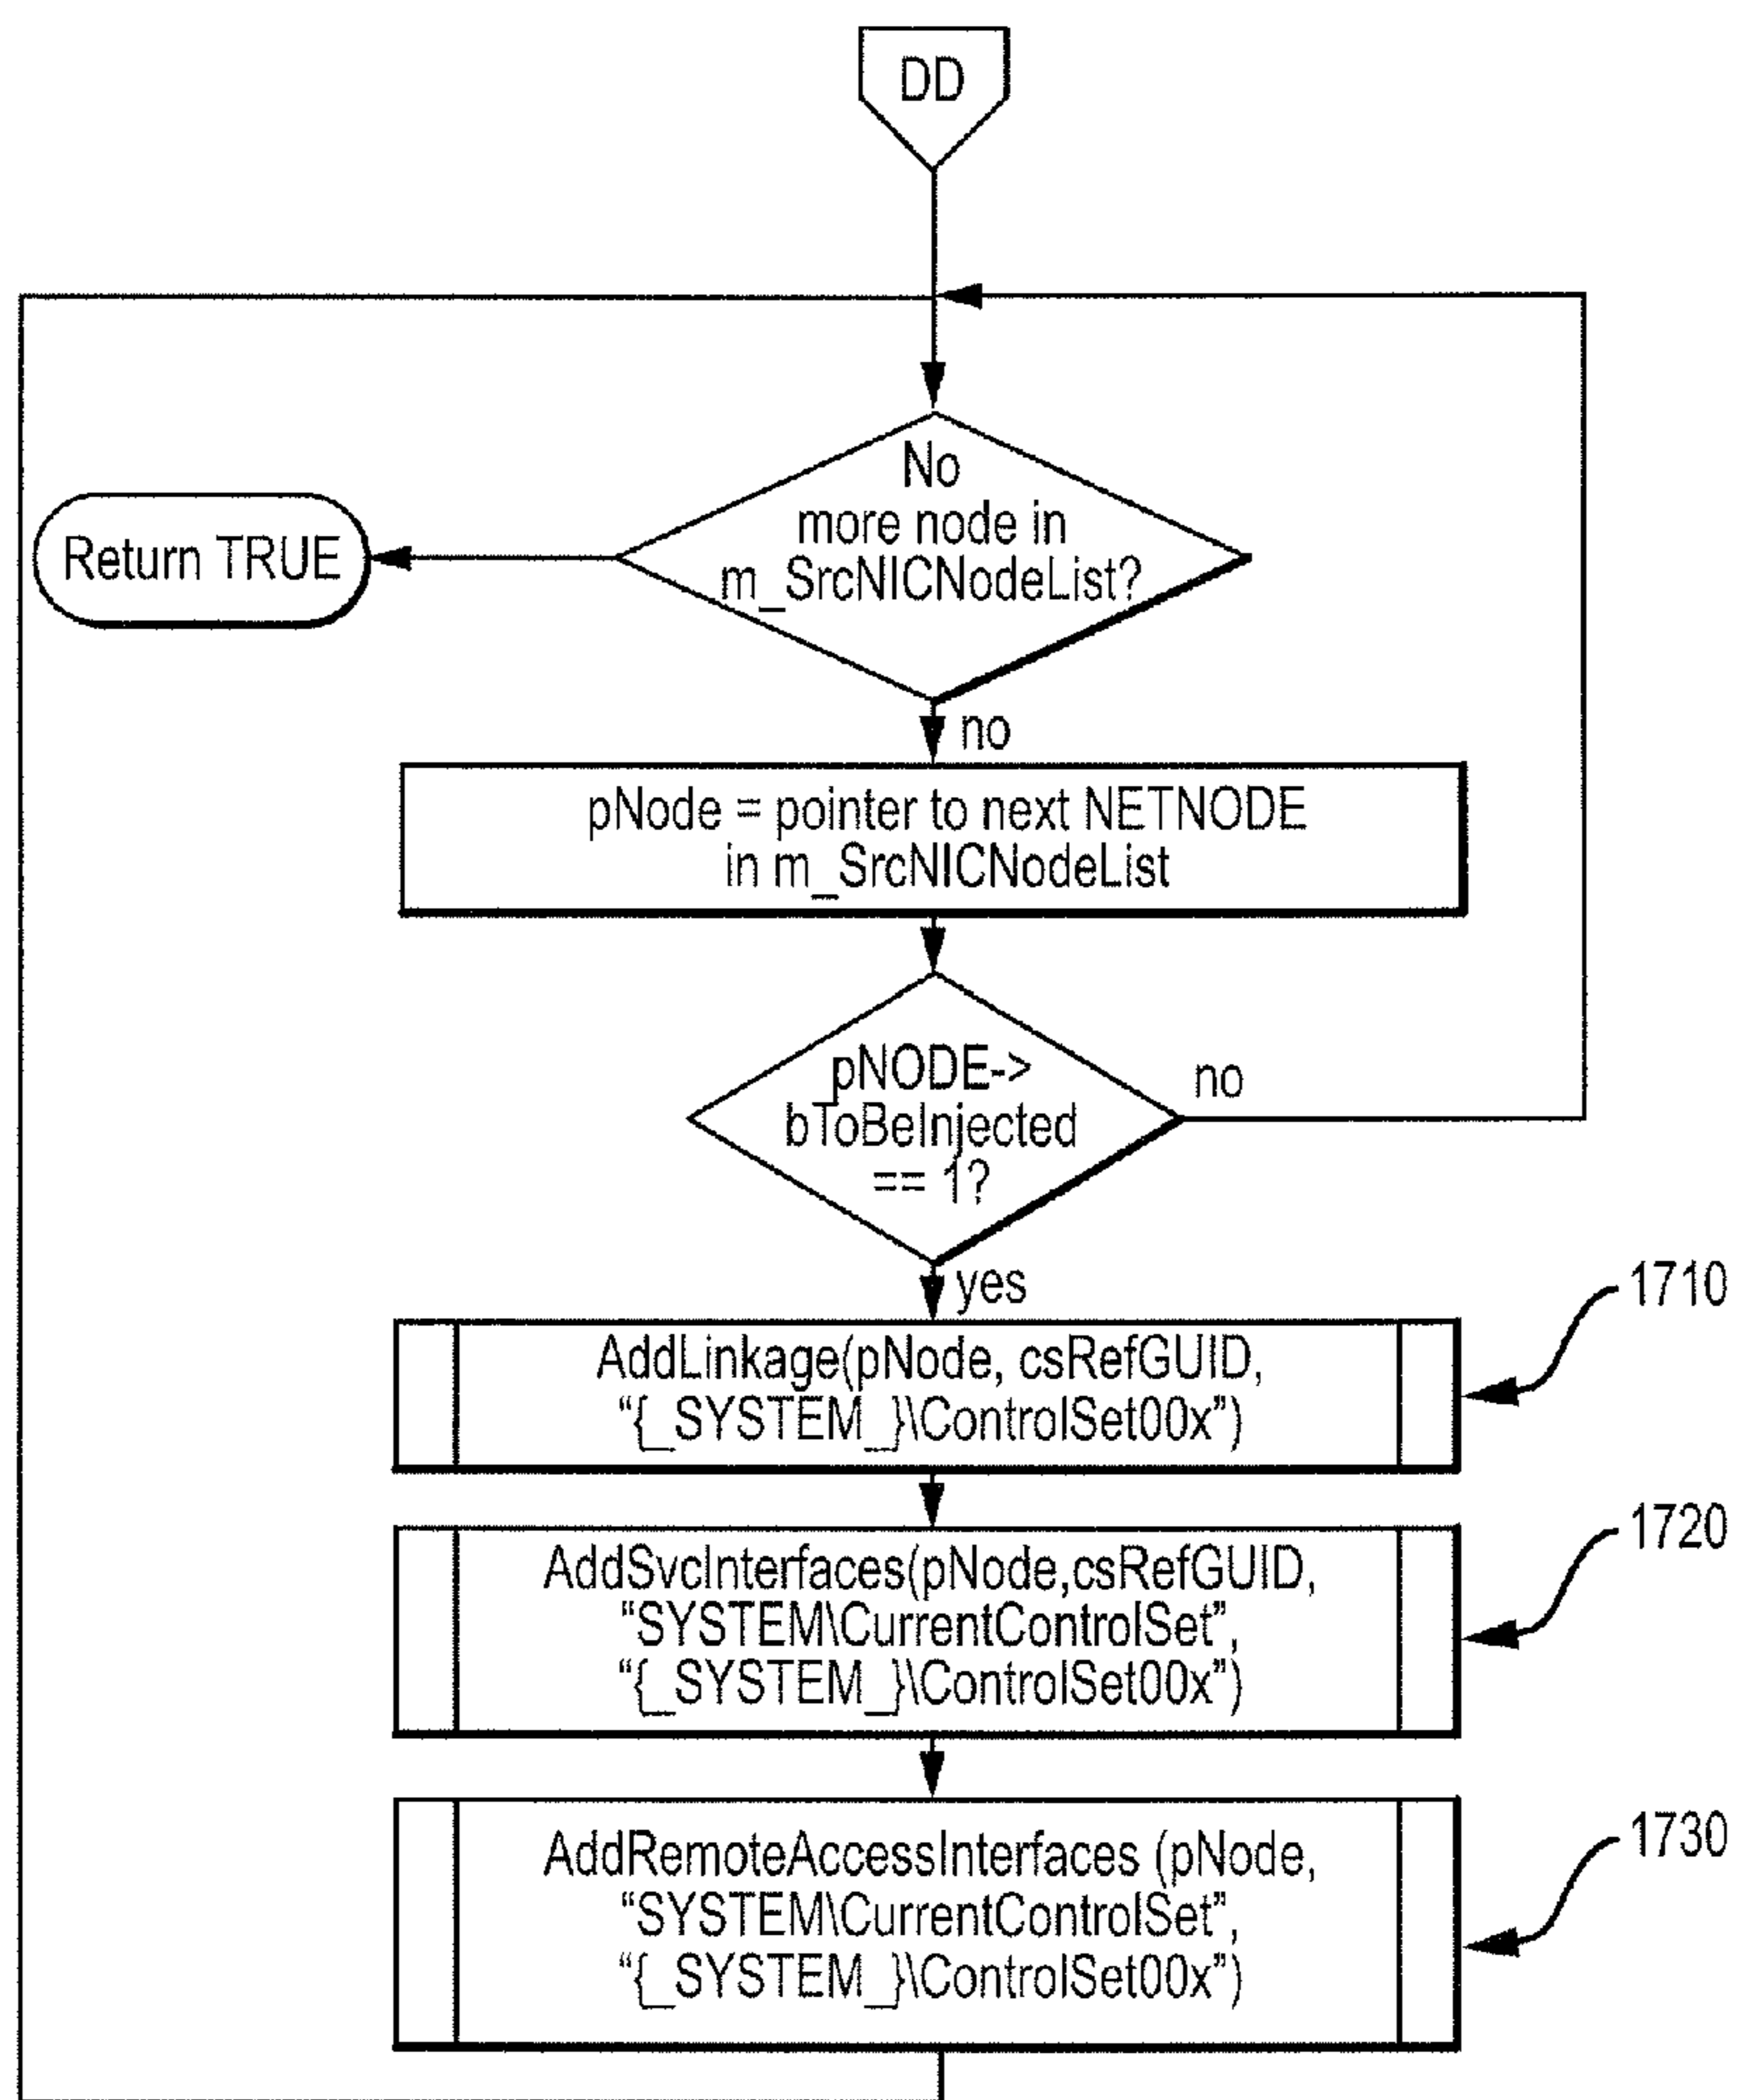 DD
No
more node in
m_SrcNICNodeList?
Return TRUE
no
pNode = pointer to next NETNODE
in m_SrcNICNodeList
pNODE->
bToBeInjected
== 1?
no
yes
1710
AddLinkage(pNode, csRefGUID,
“{_SYSTEM_}\ControlSet00x”)
1720
AddSvcInterfaces(pNode,csRefGUID,
“SYSTEM\CurrentControlSet”,
“{_SYSTEM_}\ControlSet00x”)
1730
AddRemoteAccessInterfaces (pNode,
“SYSTEM\CurrentControlSet”,
“{_SYSTEM_}\ControlSet00x”)